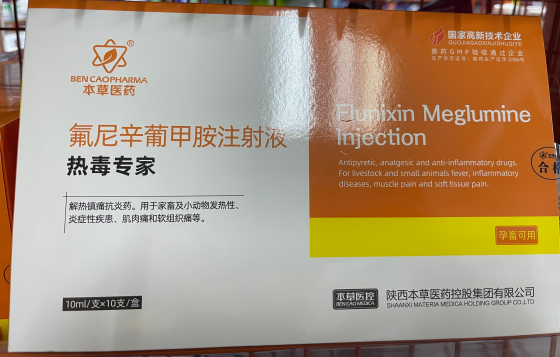 ®
BEN CAOPHARMA
本草医药
国家高新技术企业
GUOJIAGAOXINJISHUQIYE
兽药GMP验收通过企业
氟尼辛葡甲胺注射液
热毒专家
Flunixin Meglumine
Injection
Antipyretic, analgesic and anti-inflammatory drugs.
For livestock and small animals fever, inflammatory
diseases, muscle pain and soft tissue pain.
合格
解热镇痛抗炎药。用于家畜及小动物发热性、
炎症性疾患、肌肉痛和软组织痛等。
孕畜可用
10ml/支×10支/盒
本草医控
BEN CAO MEDICA
陕西本草医药控股集团有限公司
SHAANXI MATERIA MEDICA HOLDING GROUP CO.,LTD